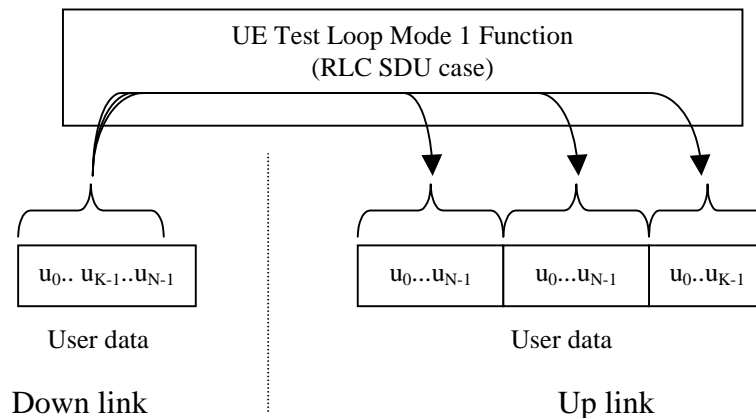 UE Test Loop Mode 1 Function
(RLC SDU case)
u0.. uK-1..uN-1
u0...uN-1
u0...uN-1
u0..uK-1
User data
User data
Down link
Up link